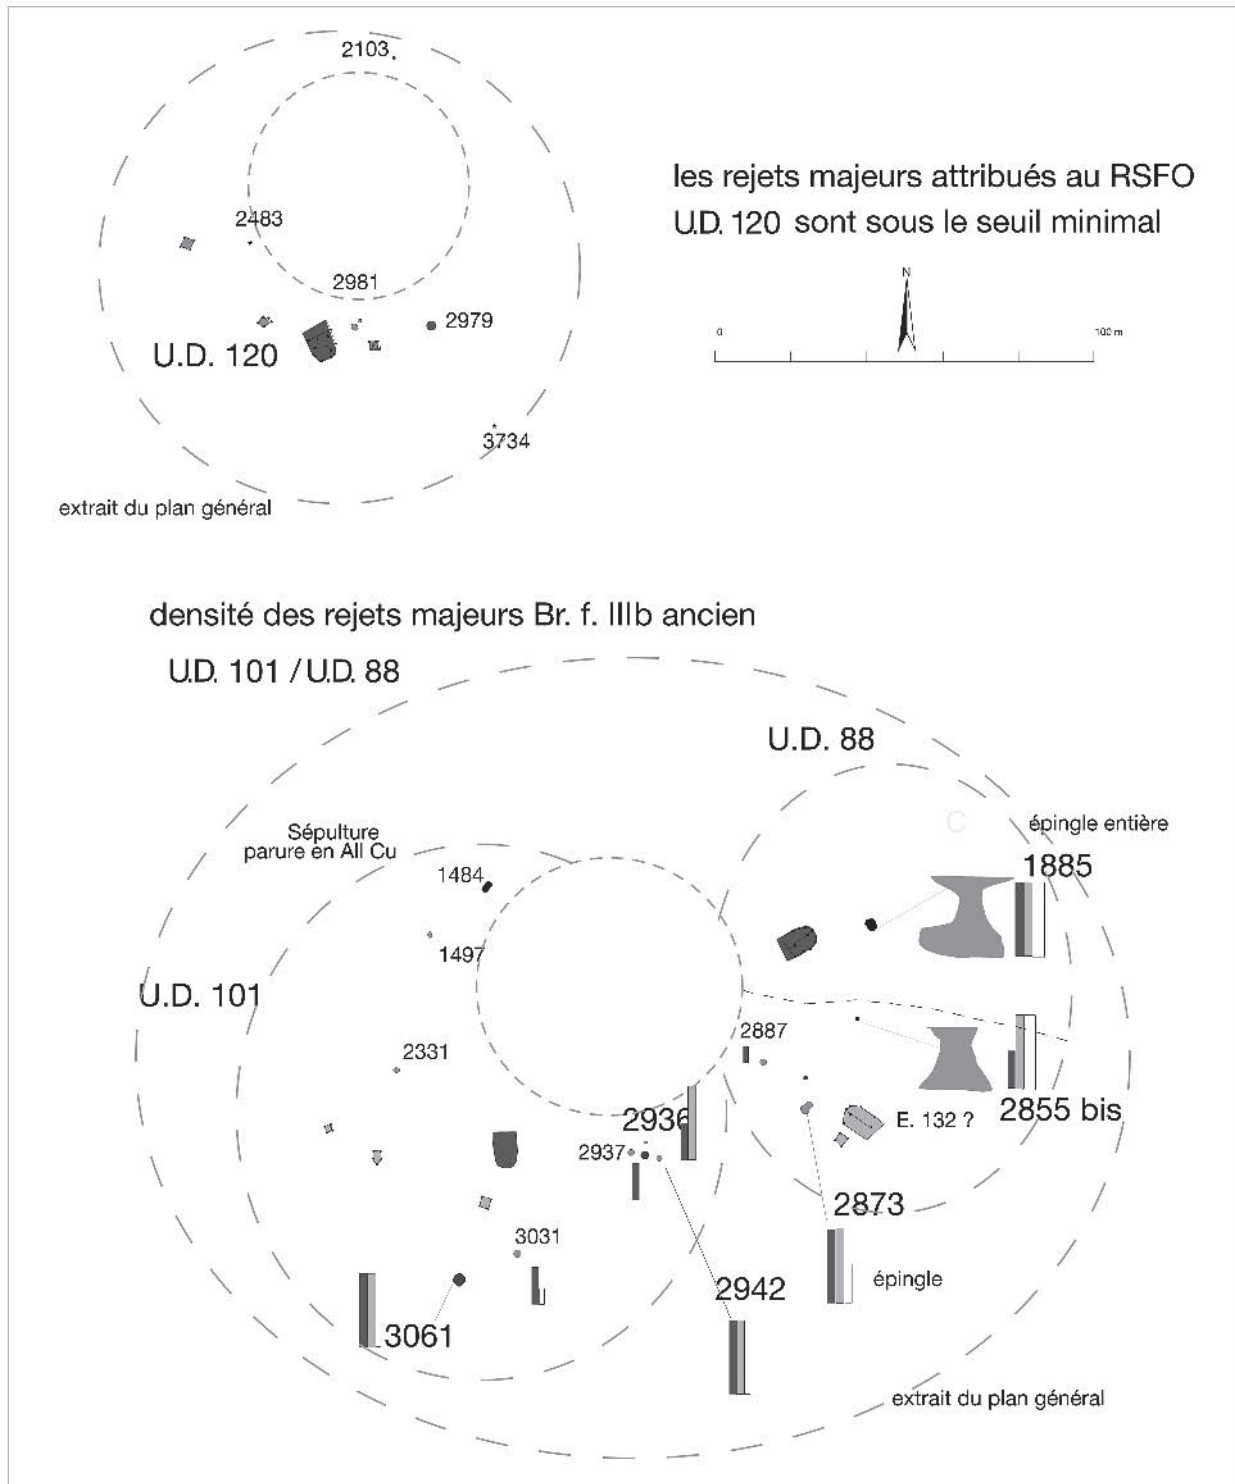 2103
2483
2981
2979
U.D. 120
3734
extrait du plan général
les rejets majeurs attribués au RSFO
U.D. 120 sont sous le seuil minimal
N
0
100 m
densité des rejets majeurs Br. f. IIIb ancien
U.D. 101 / U.D. 88
U.D. 88
C
épingle entière
1885
Sépulture
parure en All Cu
1484
1497
U.D. 101
2331
2887
2855 bis
E. 132 ?
2936
2937
2873
épingle
3031
2942
3061
extrait du plan général